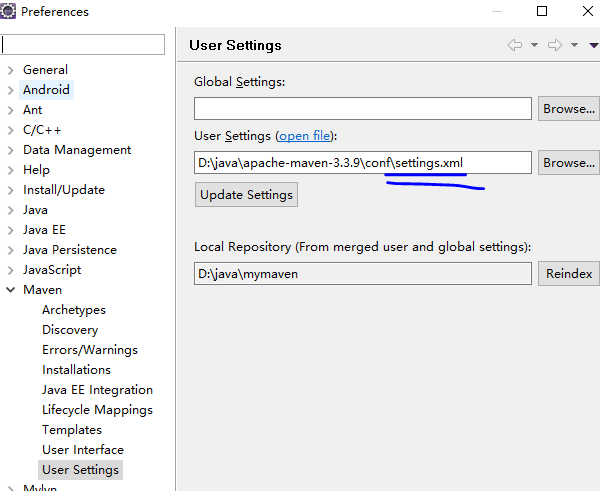 Preferences
General
Android
Ant
C/C++
Data Management
Help
Install/Update
Java
Java EE
Java Persistence
JavaScript
Maven
Archetypes
Discovery
Errors/Warnings
Installations
Java EE Integration
Lifecycle Mappings
Templates
User Interface
User Settings
Mylyn
User Settings
Global Settings:
Browse...
User Settings (open file):
D:\java\apache-maven-3.3.9\conf\settings.xml
Browse...
Update Settings
Local Repository (From merged user and global settings):
D:\java\mymaven
Reindex